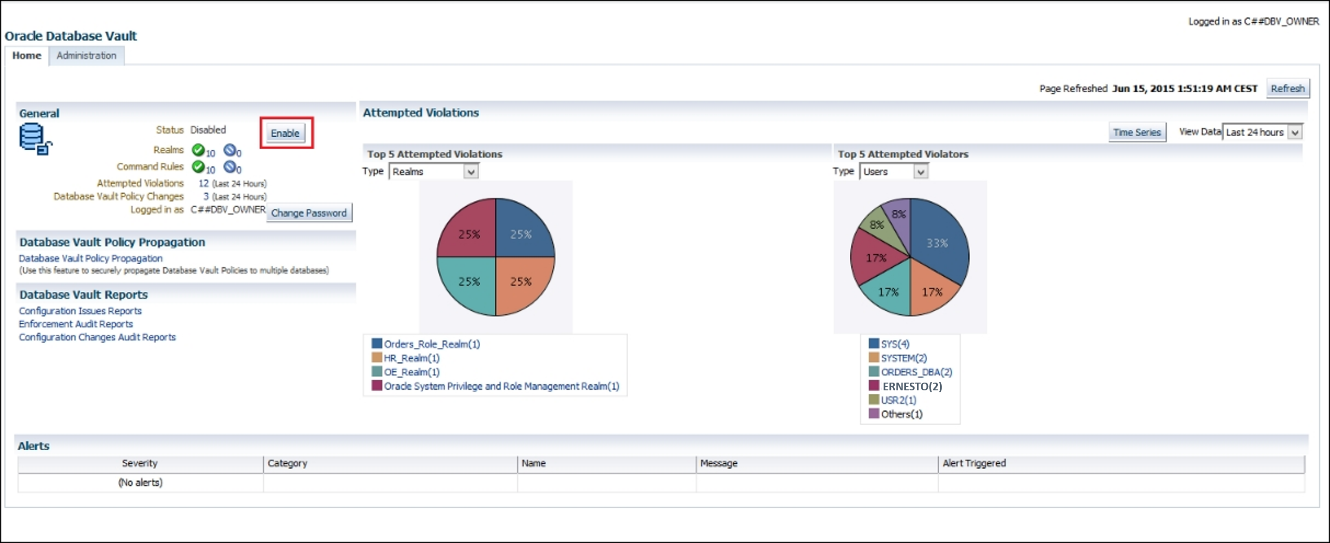 Logged in as C##DBV_OWNER
Oracle Database Vault
Home Administration
Page Refreshed Jun 15, 2015 1:51:19 AM CEST Refresh
General
Status Disabled Enable
Realms 10 0
Command Rules 10 0
Attempted Violations 12 (Last 24 Hours)
Database Vault Policy Changes 3 (Last 24 Hours)
Logged in as C##DBV_OWNER Change Password
Database Vault Policy Propagation
Database Vault Policy Propagation
(Use this feature to securely propagate Database Vault Policies to multiple databases)
Database Vault Reports
Configuration Issues Reports
Enforcement Audit Reports
Configuration Changes Audit Reports
Attempted Violations
Time Series View Data Last 24 hours
Top 5 Attempted Violations
Type Realms
25% 25%
25% 25%
Orders_Role_Realm(1)
HR_Realm(1)
OE_Realm(1)
Oracle System Privilege and Role Management Realm(1)
Top 5 Attempted Violators
Type Users
8%
8%
33%
17%
17% 17%
SYS(4)
SYSTEM(2)
ORDERS_DBA(2)
ERNESTO(2)
USR2(1)
Others(1)
Alerts
Severity Category Name Message Alert Triggered
(No alerts)